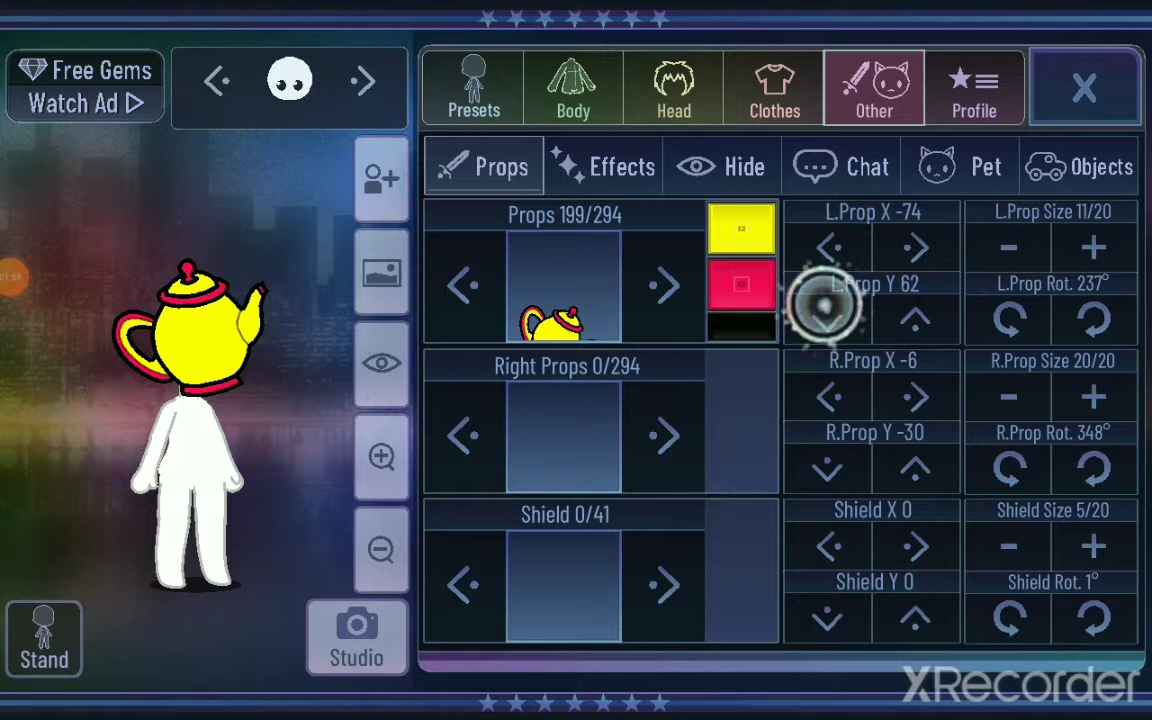 Free Gems
Watch Ad
Presets
Body
Head
Clothes
Other
Profile
X
Props
Effects
Hide
Chat
Pet
Objects
Props 199/294
L.Prop X -74
L.Prop Size 11/20
L.Prop Y 62
L.Prop Rot. 237°
Right Props 0/294
R.Prop X -6
R.Prop Size 20/20
R.Prop Y -30
R.Prop Rot. 348°
Shield 0/41
Shield X 0
Shield Size 5/20
Shield Y 0
Shield Rot. 1°
Stand
Studio
XRecorder